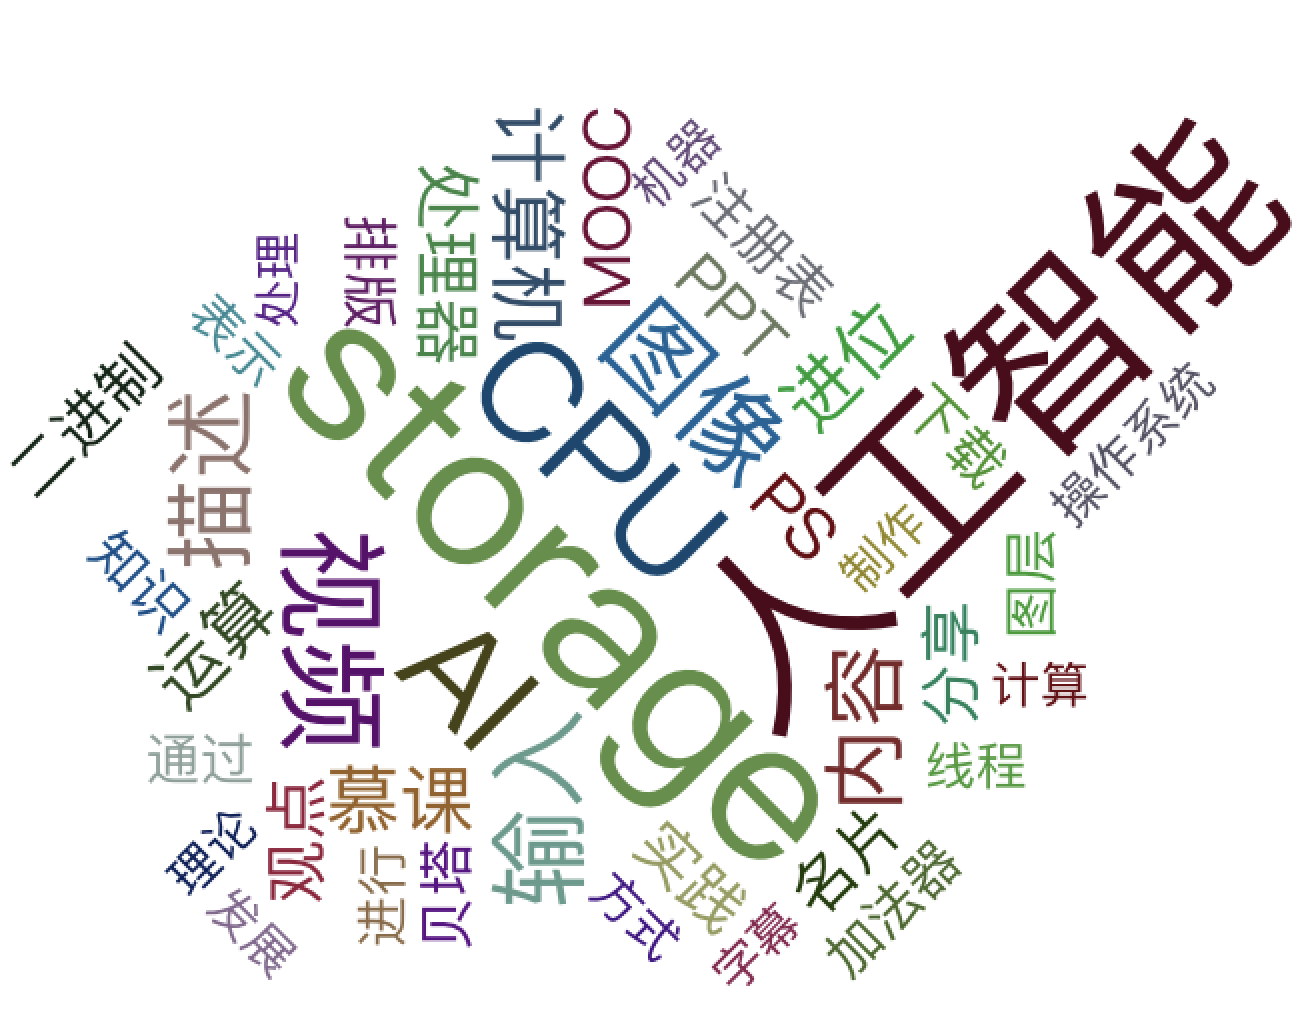 计算机
MOOC
机器
处理器
注册表
人工智能
排版
处理
PPT
表示
图像
进位
二进制
Storage
CPU
下载
操作系统
描述
PS
制作
知识
视频
图层
运算
AI
分享
内容
计算
输入
通过
慕课
线程
观点
理论
实践
名片
进行
贝塔
方式
加法器
发展
字幕